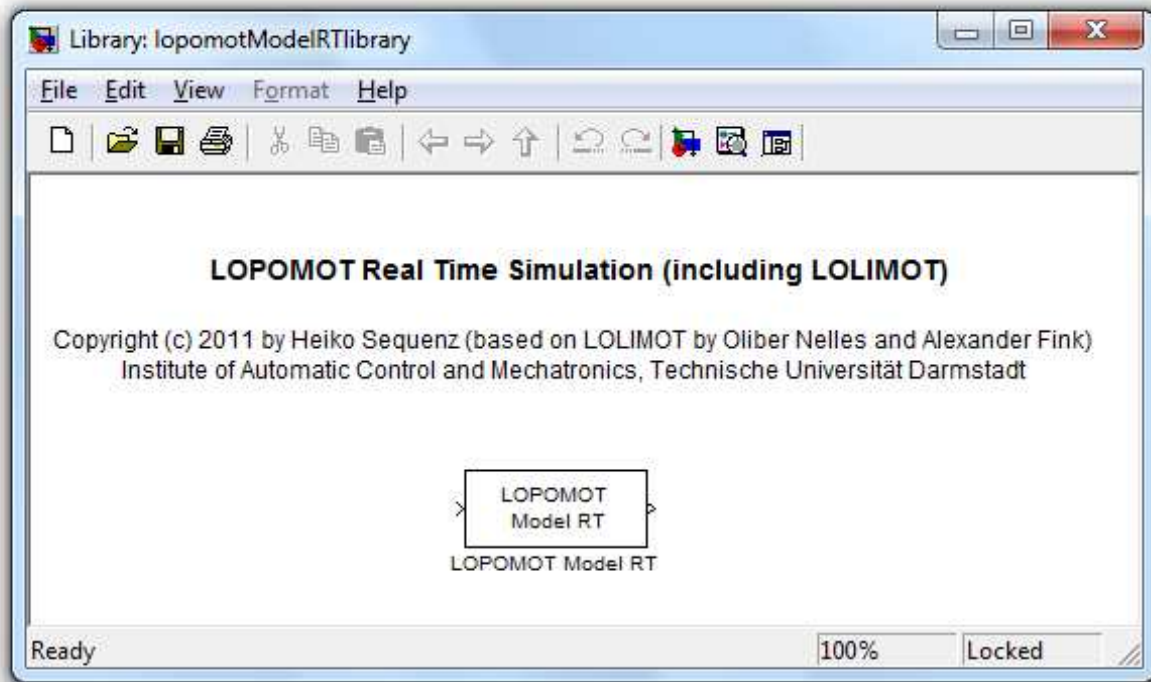 Library: lopomotModelRTlibrary
File Edit View Format Help
LOPOMOT Real Time Simulation (including LOLIMOT)
Copyright (c) 2011 by Heiko Sequenz (based on LOLIMOT by Oliber Nelles and Alexander Fink)
Institute of Automatic Control and Mechatronics, Technische Universität Darmstadt
LOPOMOT
Model RT
LOPOMOT Model RT
Ready 100% Locked